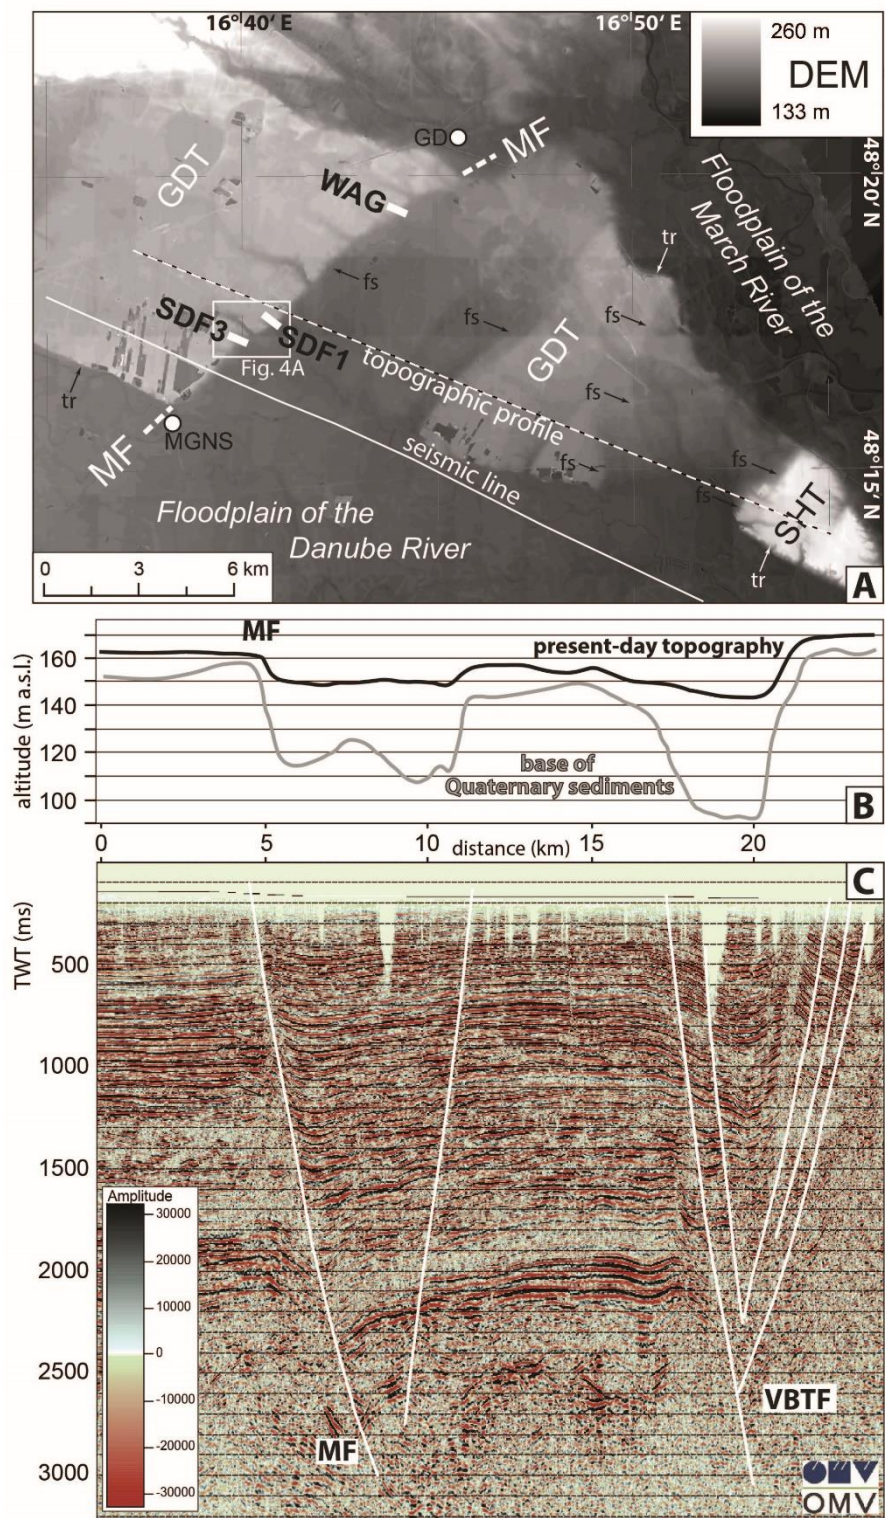 16° 40' E
16° 50' E
260 m
DEM
133 m
GD
MF
48° 20' N
GDT
WAG
Floodplain of the
March River
tr
fs
fs
fs
SDF3
SDF1
Fig. 4A
topographic profile
GDT
fs
tr
MF
MGNS
seismic line
fs
fs
fs
48° 15' N
SHT
Floodplain of the
Danube River
tr
0 3 6 km
A
MF
present-day topography
altitude (m a.s.l.)
160
140
120
100
base of
Quaternary sediments
B
0 5 10 distance (km) 15 20
C
TWT (ms)
500
1000
1500
2000
2500
3000
Amplitude
30000
20000
10000
0
-10000
-20000
-30000
MF
VBTF
OMV
OMV